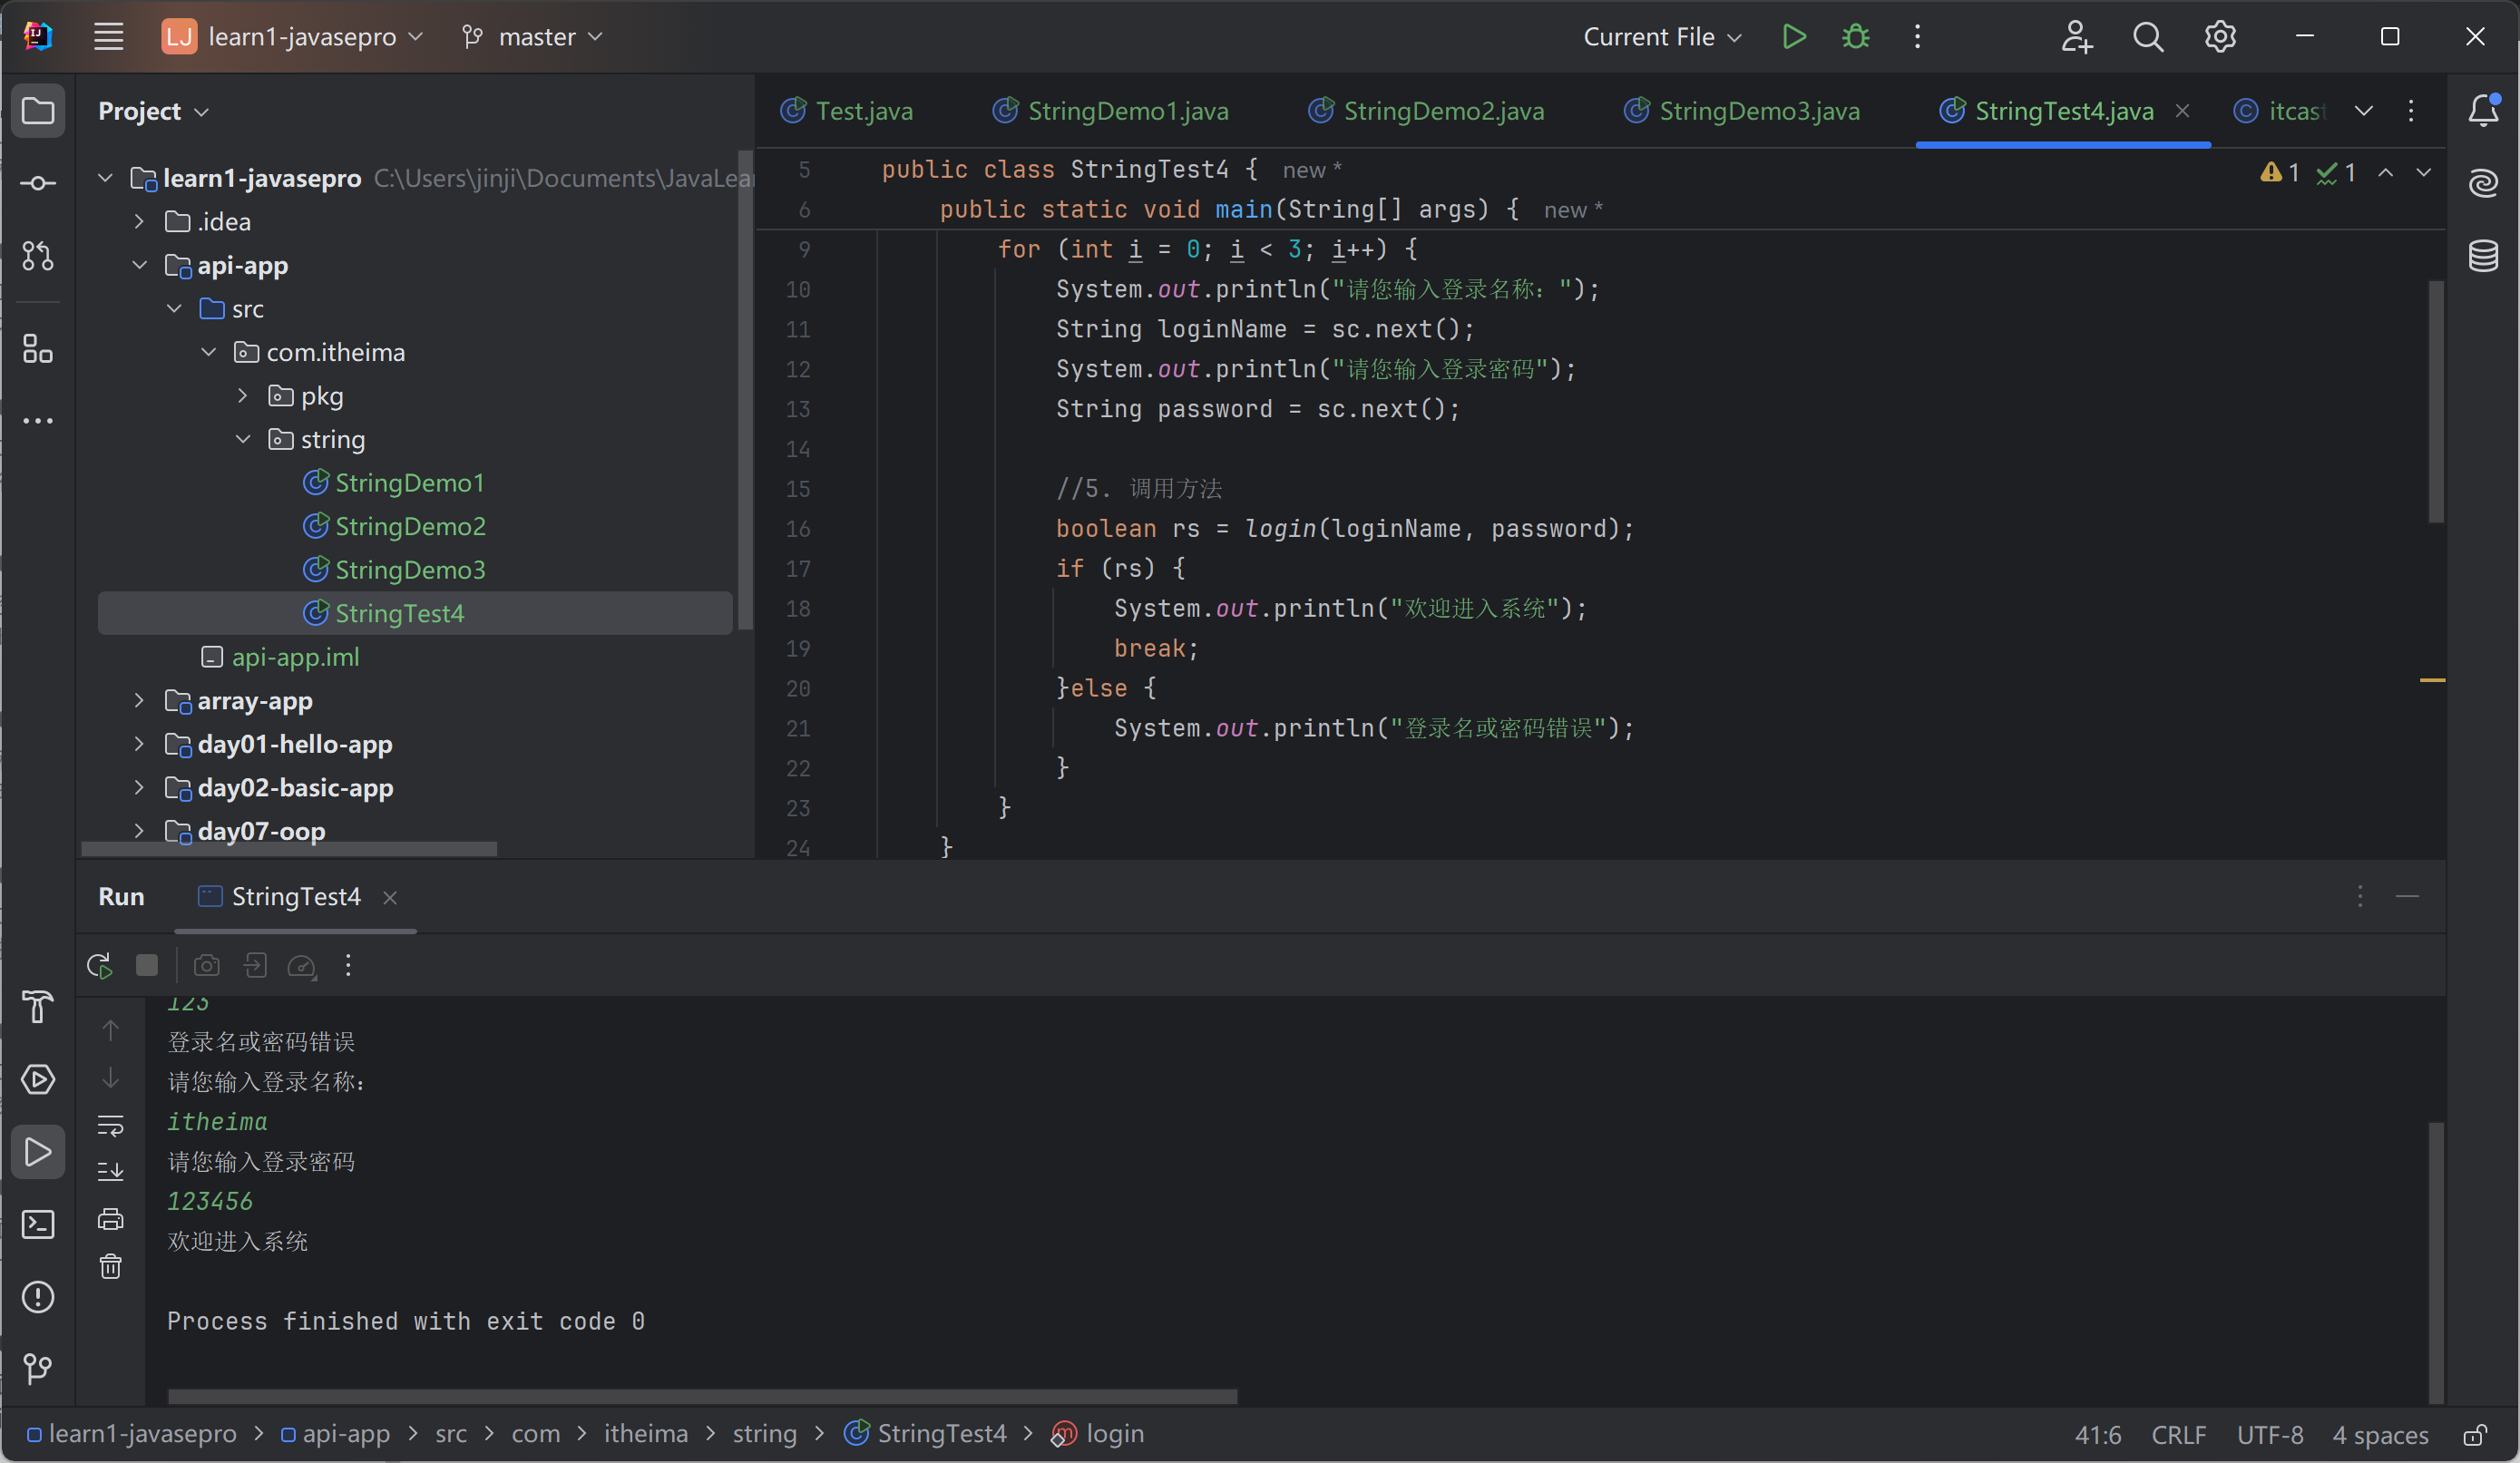 LJ learn1-javasepro master Current File
Project
learn1-javasepro C:\Users\jinji\Documents\JavaLear
.idea
api-app
src
com.itheima
pkg
string
StringDemo1
StringDemo2
StringDemo3
StringTest4
api-app.iml
array-app
day01-hello-app
day02-basic-app
day07-oop
Test.java StringDemo1.java StringDemo2.java StringDemo3.java StringTest4.java itcast
1 1
5 public class StringTest4 { new *
6 public static void main(String[] args) { new *
9 for (int i = 0; i < 3; i++) {
10 System.out.println("请您输入登录名称：");
11 String loginName = sc.next();
12 System.out.println("请您输入登录密码");
13 String password = sc.next();
14
15 //5. 调用方法
16 boolean rs = login(loginName, password);
17 if (rs) {
18 System.out.println("欢迎进入系统");
19 break;
20 }else {
21 System.out.println("登录名或密码错误");
22 }
23 }
24 }
Run StringTest4
123
登录名或密码错误
请您输入登录名称：
itheima
请您输入登录密码
123456
欢迎进入系统
Process finished with exit code 0
learn1-javasepro > api-app > src > com > itheima > string > StringTest4 > login 41:6 CRLF UTF-8 4 spaces